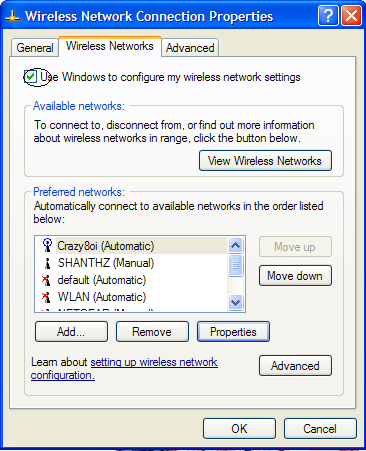 Wireless Network Connection Properties
General Wireless Networks Advanced
Use Windows to configure my wireless network settings
Available networks:
To connect to, disconnect from, or find out more information
about wireless networks in range, click the button below.
View Wireless Networks
Preferred networks:
Automatically connect to available networks in the order listed
below:
Crazy8oi (Automatic)
SHANTHZ (Manual)
default (Automatic)
WLAN (Automatic)
NETGEAR (Manual)
Move up
Move down
Add... Remove Properties
Learn about setting up wireless network
configuration.
Advanced
OK Cancel